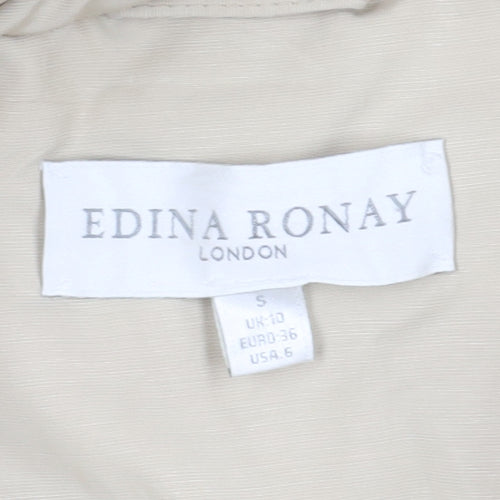 EDINA RONAY
LONDON
S
UK·10
EURO·36
USA·6